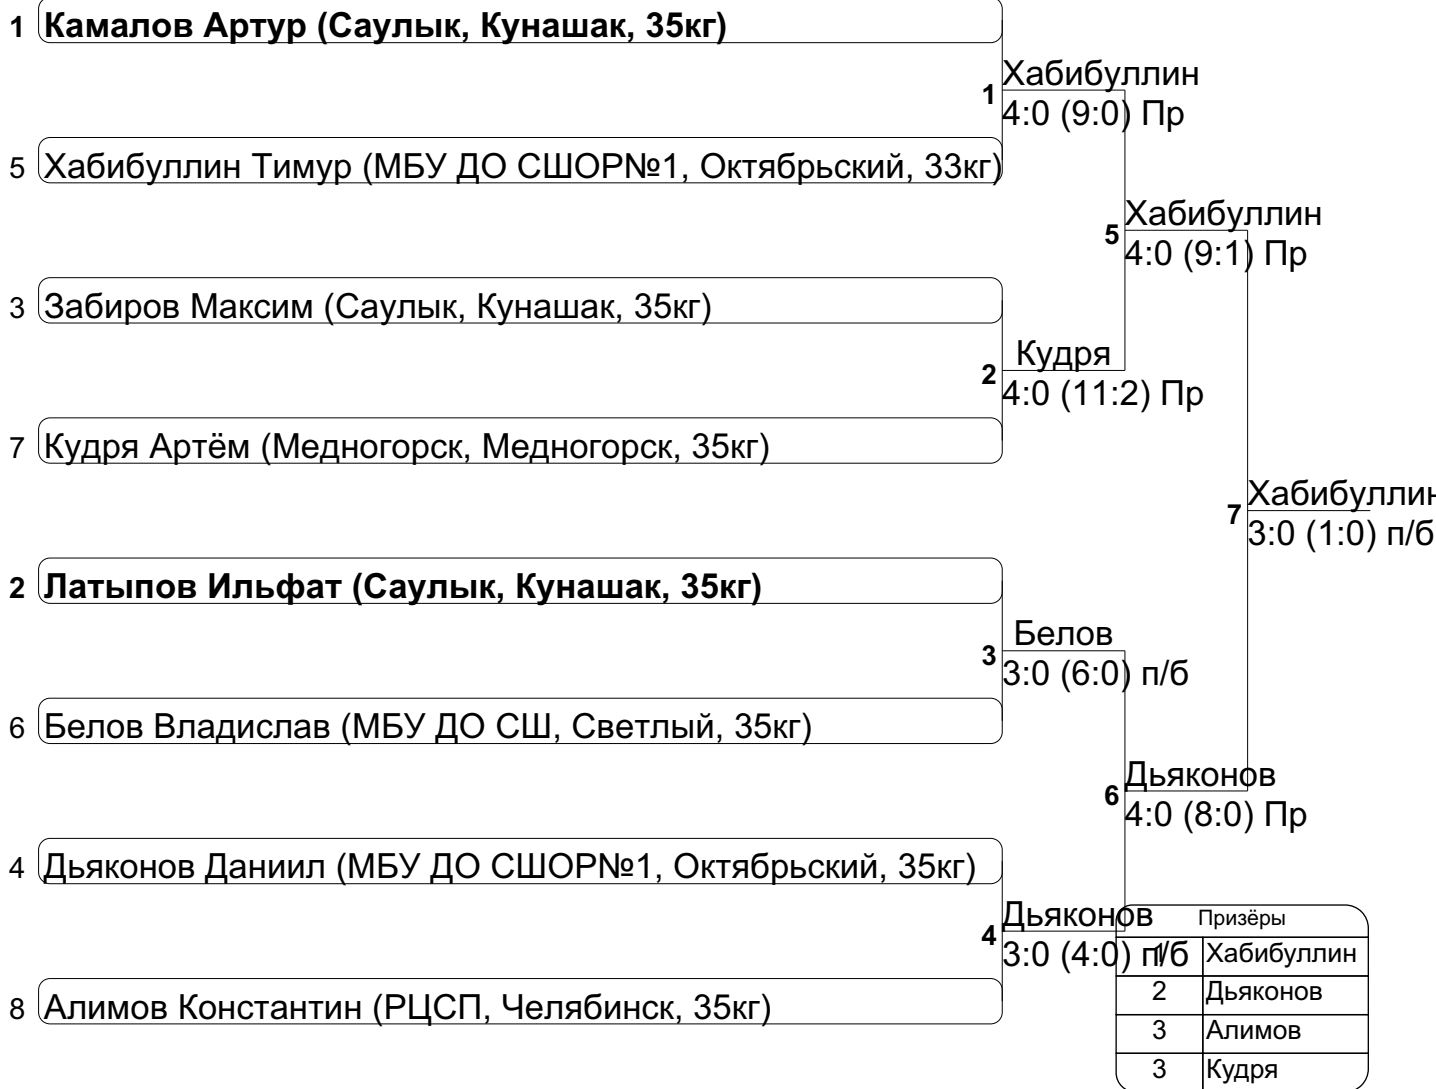 1 Камалов Артур (Саулык, Кунашак, 35кг)
Хабибуллин
1
4:0 (9:0) Пр
5 Хабибуллин Тимур (МБУ ДО СШОР№1, Октябрьский, 33кг)
Хабибуллин
5
4:0 (9:1) Пр
3 Забиров Максим (Саулык, Кунашак, 35кг)
Кудря
2
4:0 (11:2) Пр
7 Кудря Артём (Медногорск, Медногорск, 35кг)
Хабибуллин
7
3:0 (1:0) п/б
2 Латыпов Ильфат (Саулык, Кунашак, 35кг)
Белов
3
3:0 (6:0) п/б
6 Белов Владислав (МБУ ДО СШ, Светлый, 35кг)
Дьяконов
6
4:0 (8:0) Пр
4 Дьяконов Даниил (МБУ ДО СШОР№1, Октябрьский, 35кг)
Дьяконов
4
3:0 (4:0) п/б
8 Алимов Константин (РЦСП, Челябинск, 35кг)
Призёры
1 Хабибуллин
2 Дьяконов
3 Алимов
3 Кудря